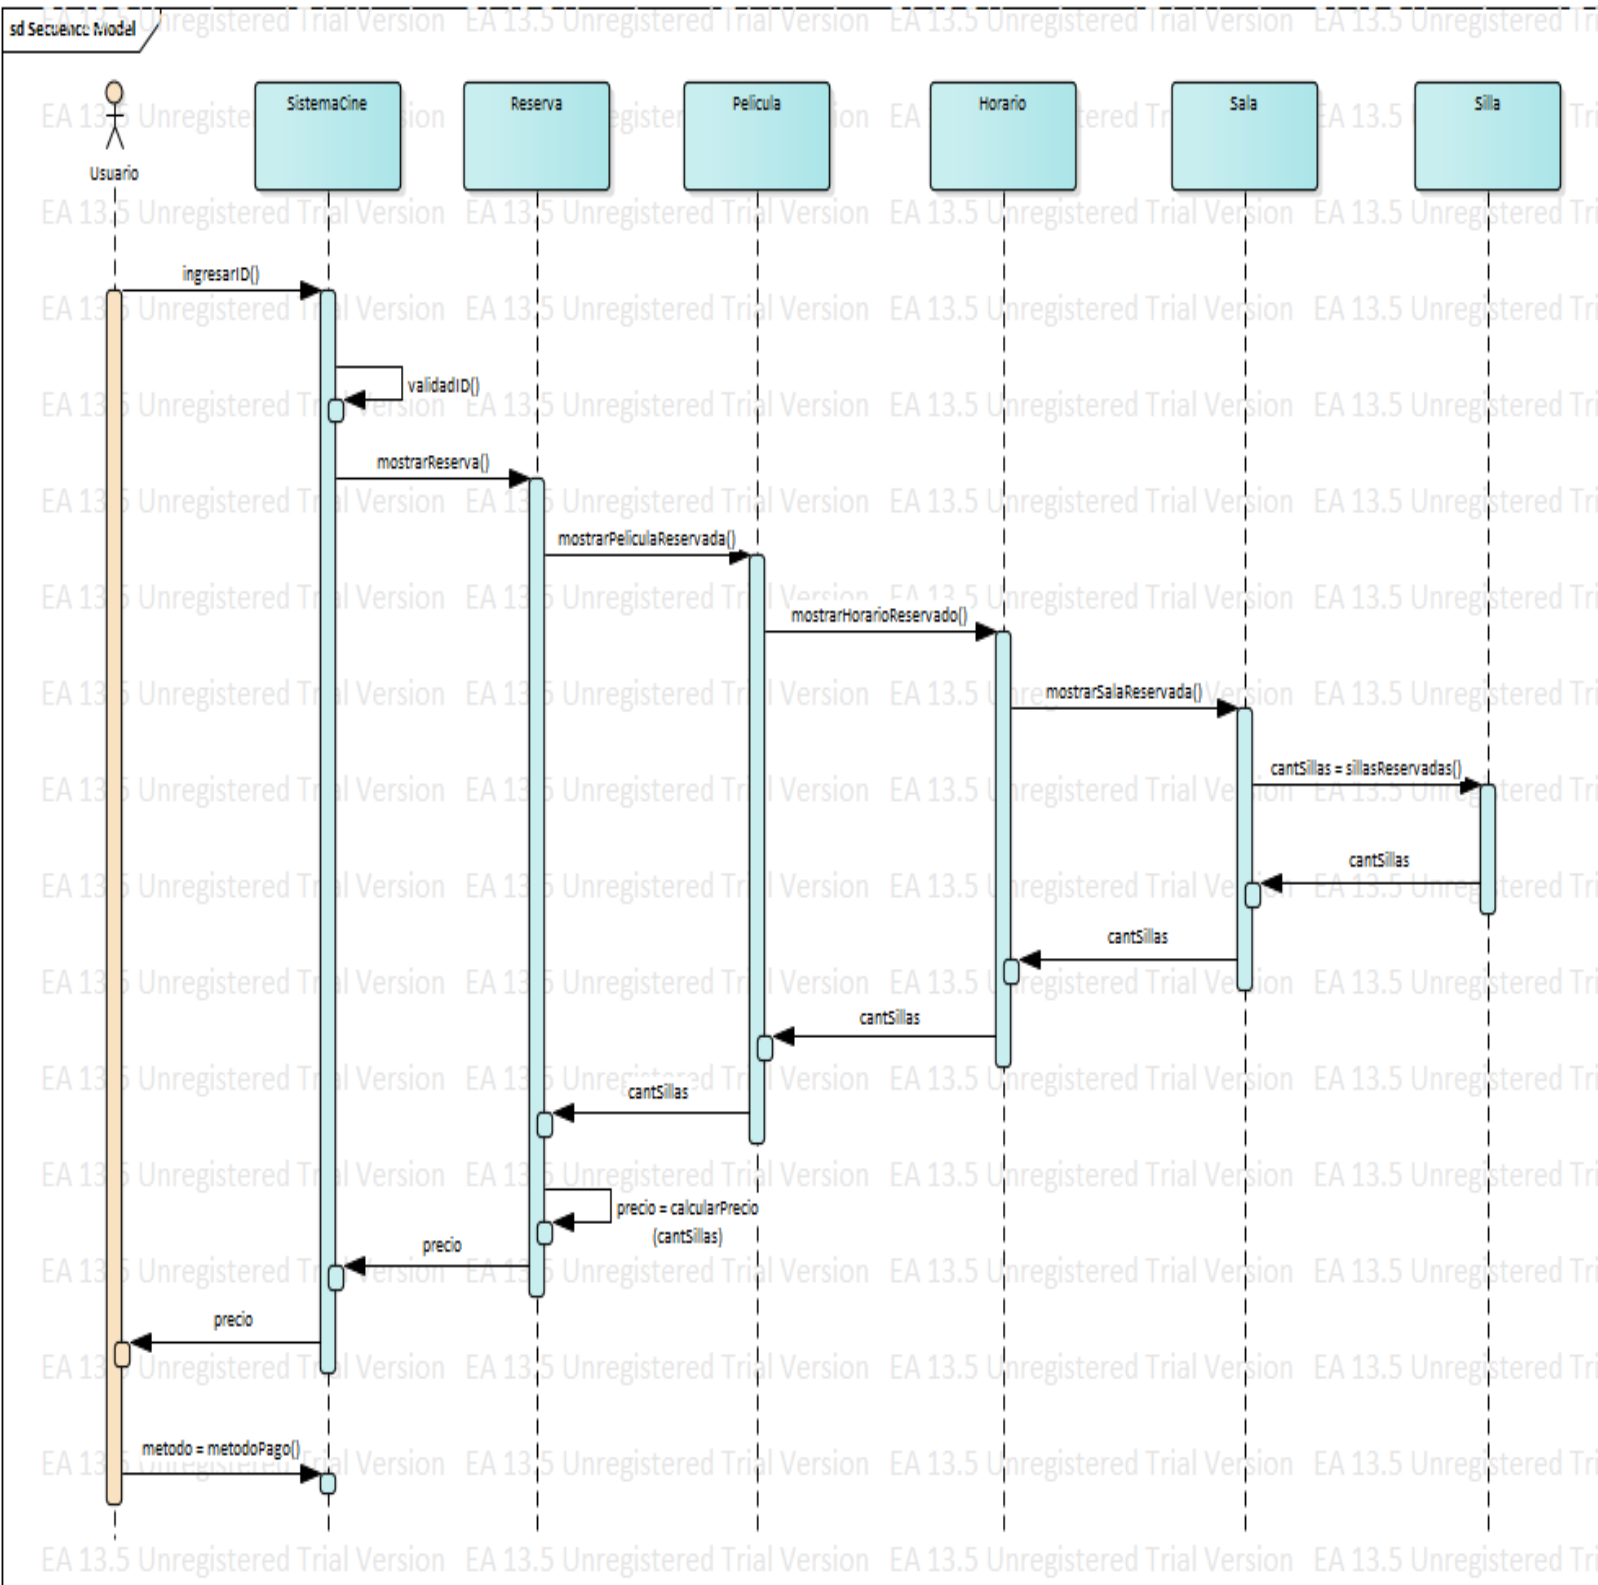 sd Secuence Model
Usuario
SistemaCine
Reserva
Pelicula
Horario
Sala
Silla
ingresarID()
validadID()
mostrarReserva()
mostrarPeliculaReservada()
mostrarHorarioReservado()
mostrarSalaReservada()
cantSillas = sillasReservadas()
cantSillas
cantSillas
cantSillas
cantSillas
precio = calcularPrecio
(cantSillas)
precio
precio
metodo = metodoPago()
EA 13.5 Unregistered Trial Version